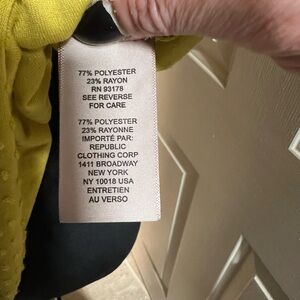 77% POLYESTER
23% RAYON
RN 93178
SEE REVERSE
FOR CARE
77% POLYESTER
23% RAYONNE
IMPORTÉ PAR:
REPUBLIC
CLOTHING CORP
1411 BROADWAY
NEW YORK
NY 10018 USA
ENTRETIEN
AU VERSO